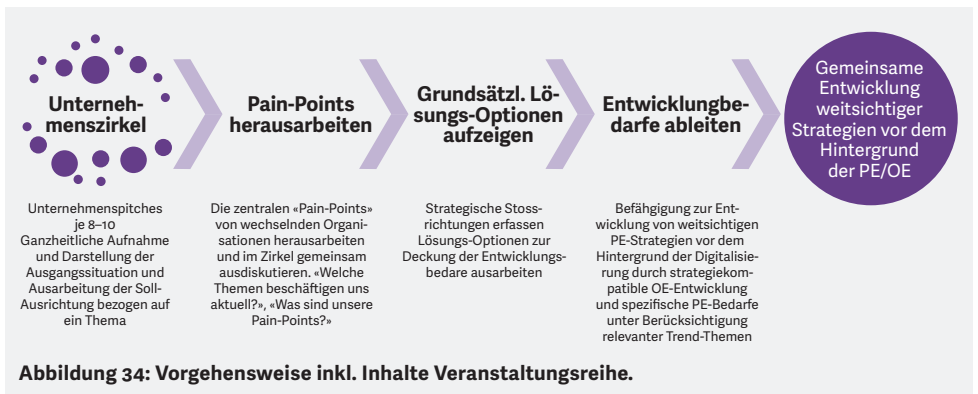 Unterneh-
menszirkel
Pain-Points
herausarbeiten
Grundsätzl. Lö-
sungs-Optionen
aufzeigen
Entwicklungbe-
darfe ableiten
Gemeinsame
Entwicklung
weitsichtiger
Strategien vor dem
Hintergrund
der PE/OE
Unternehmenspitches
je 8–10
Ganzheitliche Aufnahme
und Darstellung der
Ausgangssituation und
Ausarbeitung der Soll-
Ausrichtung bezogen auf
ein Thema
Die zentralen «Pain-Points»
von wechselnden Organi-
sationen herausarbeiten
und im Zirkel gemeinsam
ausdiskutieren. «Welche
Themen beschäftigen uns
aktuell?», «Was sind unsere
Pain-Points?»
Strategische Stoss-
richtungen erfassen
Lösungs-Optionen zur
Deckung der Entwicklungs-
bedare ausarbeiten
Befähgigung zur Ent-
wicklung von weitsichtigen
PE-Strategien vor dem
Hintergrund der Digitalisie-
rung durch strategiekom-
patible OE-Entwicklung
und spezifische PE-Bedarfe
unter Berücksichtigung
relevanter Trend-Themen
Abbildung 34: Vorgehensweise inkl. Inhalte Veranstaltungsreihe.